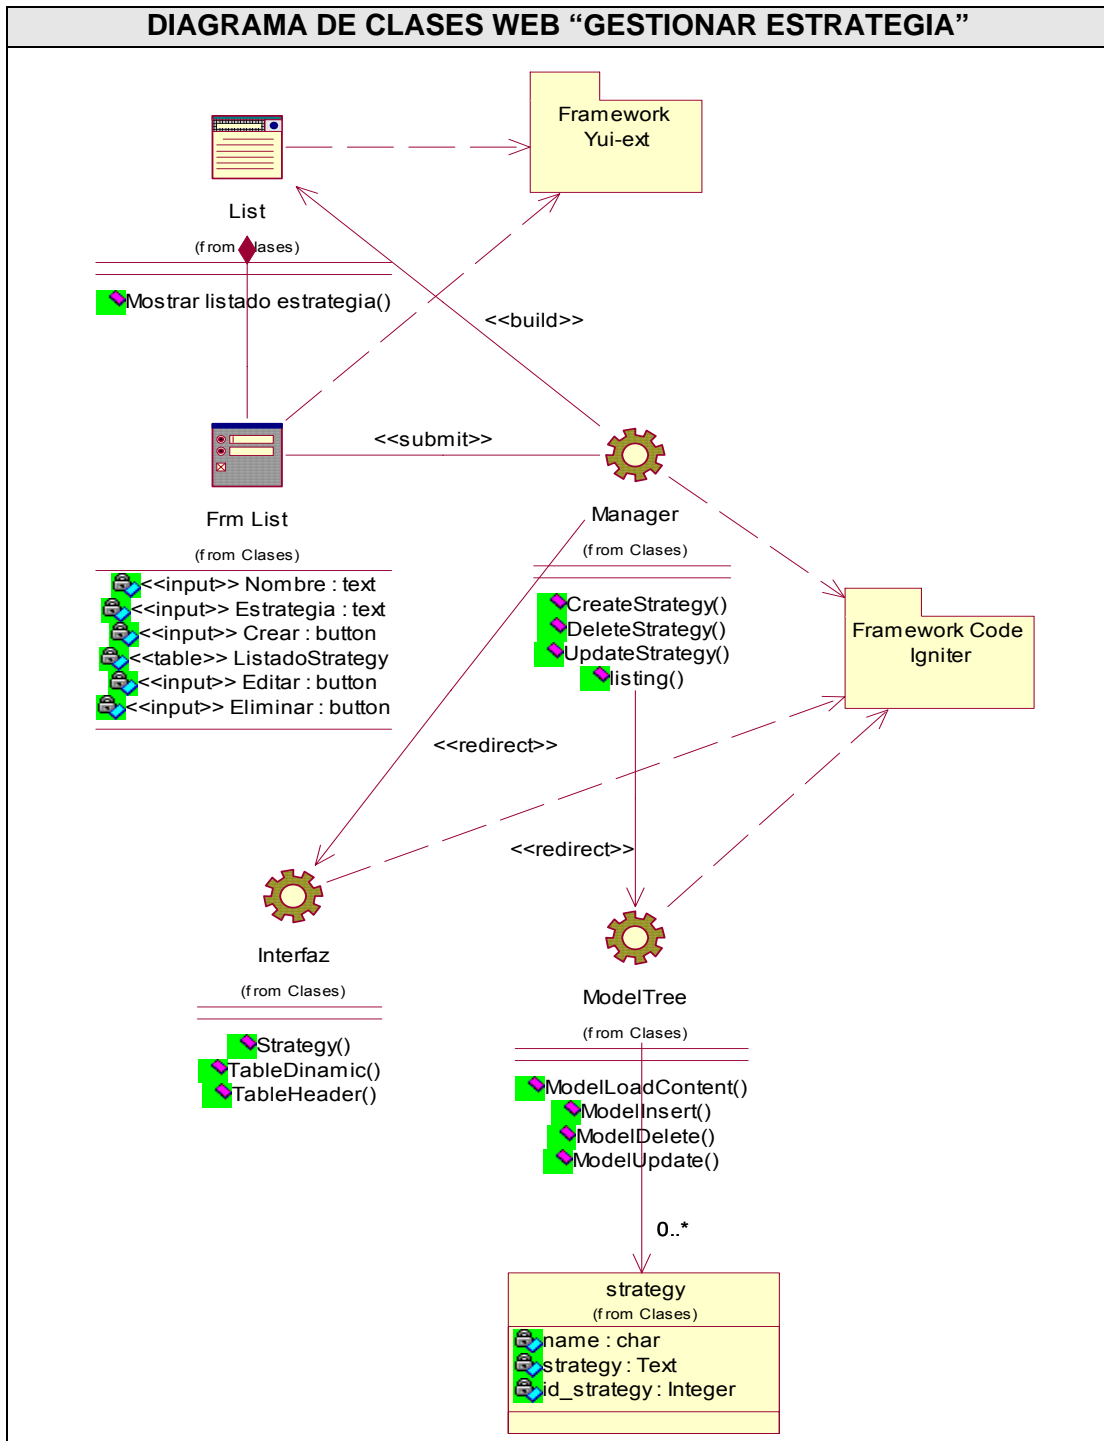 DIAGRAMA DE CLASES WEB “GESTIONAR ESTRATEGIA”
Framework
Yui-ext
List
(from Clases)
Mostrar listado estrategia()
<<build>>
<<submit>>
Frm List
(from Clases)
<<input>> Nombre : text
<<input>> Estrategia : text
<<input>> Crear : button
<<table>> ListadoStrategy
<<input>> Editar : button
<<input>> Eliminar : button
Manager
(from Clases)
CreateStrategy()
DeleteStrategy()
UpdateStrategy()
listing()
Framework Code
Igniter
<<redirect>>
<<redirect>>
Interfaz
(from Clases)
Strategy()
TableDinamic()
TableHeader()
ModelTree
(from Clases)
ModelLoadContent()
ModelInsert()
ModelDelete()
ModelUpdate()
0..*
strategy
(from Clases)
name : char
strategy : Text
id_strategy : Integer